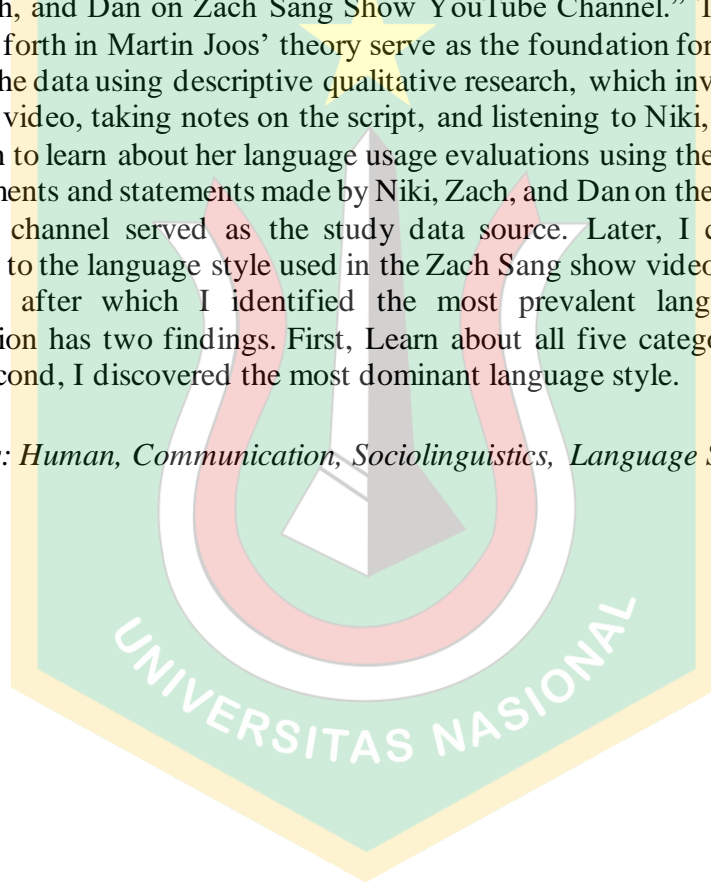 h, and Dan on Zach Sang Show YouTube Channel.” T
forth in Martin Joos’ theory serve as the foundation for
he data using descriptive qualitative research, which inv
video, taking notes on the script, and listening to Niki,
n to learn about her language usage evaluations using the
ments and statements made by Niki, Zach, and Dan on the
channel served as the study data source. Later, I c
to the language style used in the Zach Sang show video
after which I identified the most prevalent lang
ion has two findings. First, Learn about all five catego
cond, I discovered the most dominant language style.
: Human, Communication, Sociolinguistics, Language S
UNIVERSITAS NASIONAL